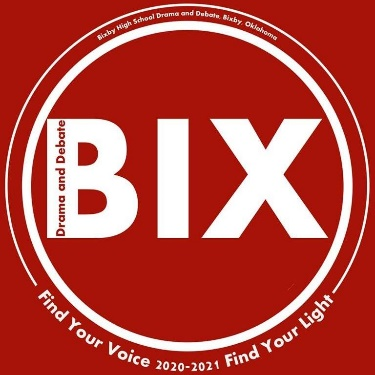 Bixby High School Drama and Debate, Bixby, Oklahoma
BIX
Drama and Debate
Find Your Voice 2020-2021 Find Your Light